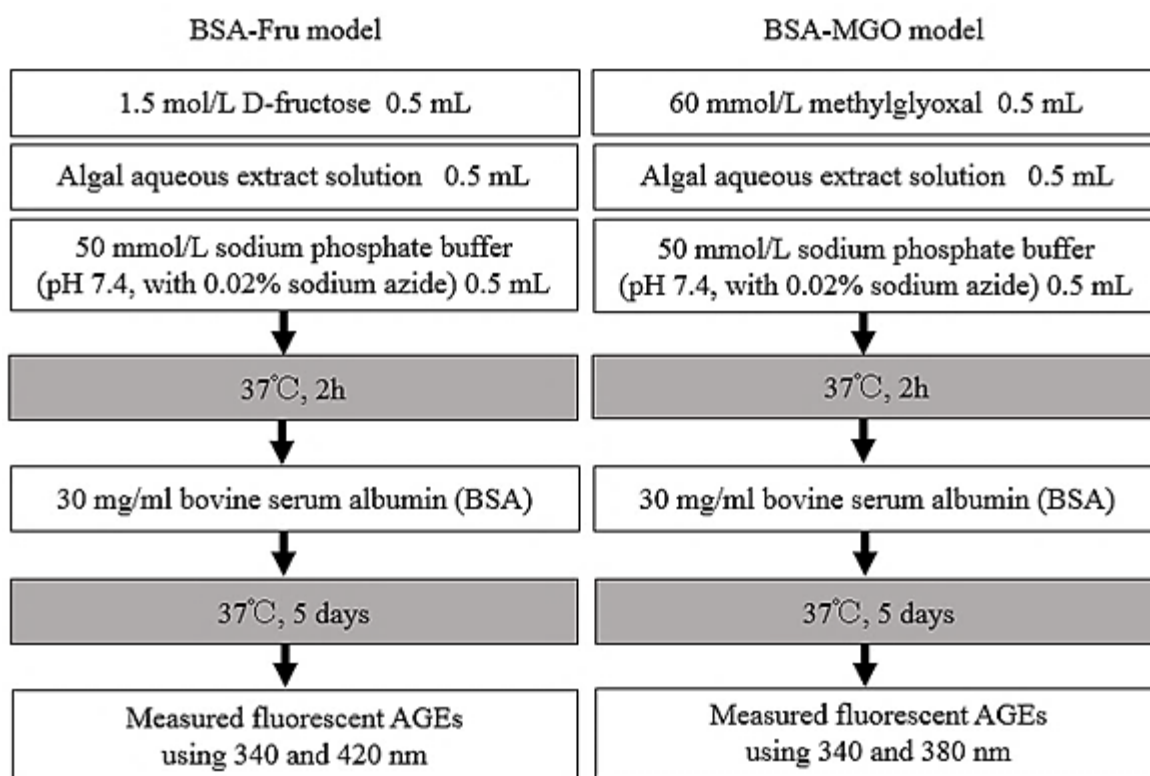 BSA-Fru model
1.5 mol/L D-fructose 0.5 mL
Algal aqueous extract solution 0.5 mL
50 mmol/L sodium phosphate buffer
(pH 7.4, with 0.02% sodium azide) 0.5 mL
37℃, 2h
30 mg/ml bovine serum albumin (BSA)
37℃, 5 days
Measured fluorescent AGEs
using 340 and 420 nm
BSA-MGO model
60 mmol/L methylglyoxal 0.5 mL
Algal aqueous extract solution 0.5 mL
50 mmol/L sodium phosphate buffer
(pH 7.4, with 0.02% sodium azide) 0.5 mL
37℃, 2h
30 mg/ml bovine serum albumin (BSA)
37℃, 5 days
Measured fluorescent AGEs
using 340 and 380 nm